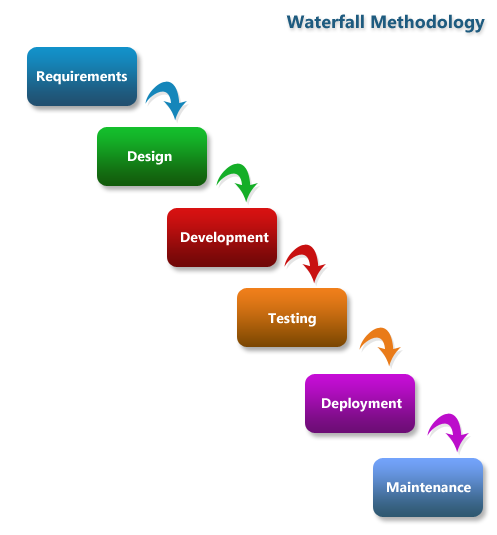 Waterfall Methodology
Requirements
Design
Development
Testing
Deployment
Maintenance